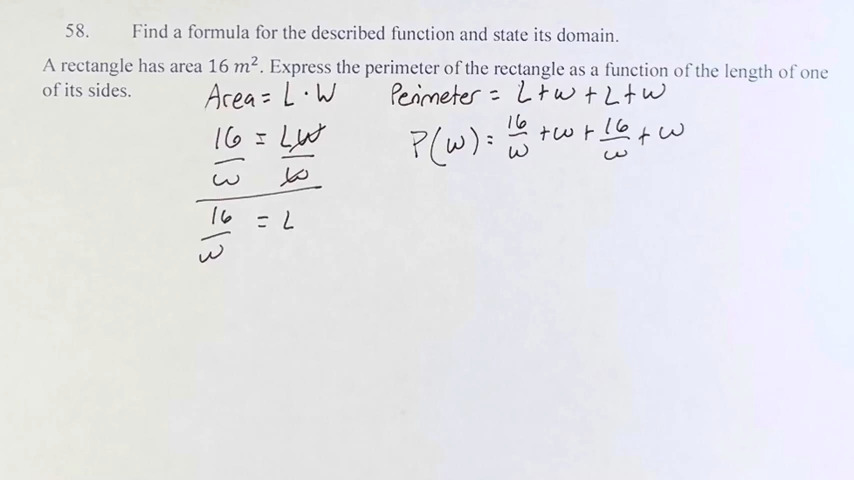 58. Find a formula for the described function and state its domain.
A rectangle has area 16 m². Express the perimeter of the rectangle as a function of the length of one
of its sides.
Area = L · W
16/w = Lw/w
16/w = L
Perimeter = L + w + L + w
P(w) = 16/w + w + 16/w + w